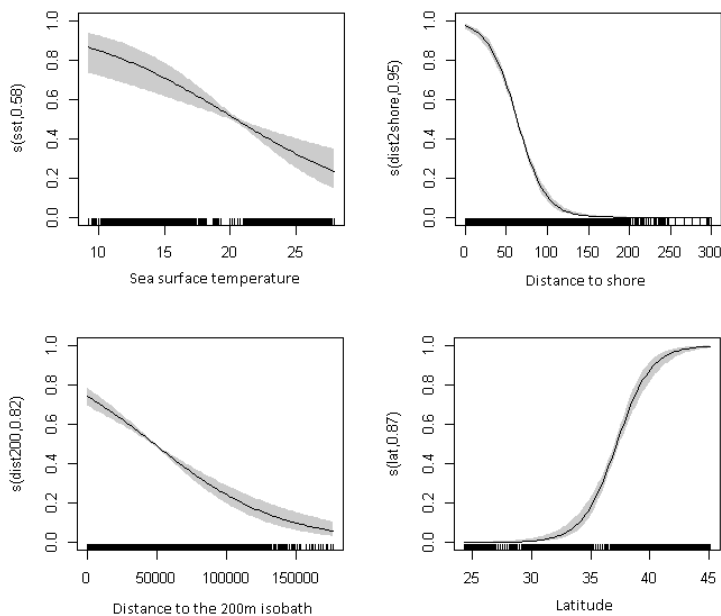 s(sst,0.58)
0.0 0.2 0.4 0.6 0.8 1.0
10 15 20 25
Sea surface temperature
s(dist2shore,0.95)
0.0 0.2 0.4 0.6 0.8 1.0
0 50 100 150 200 250 300
Distance to shore
s(dist200,0.82)
0.0 0.2 0.4 0.6 0.8 1.0
0 50000 100000 150000
Distance to the 200m isobath
s(lat,0.87)
0.0 0.2 0.4 0.6 0.8 1.0
25 30 35 40 45
Latitude